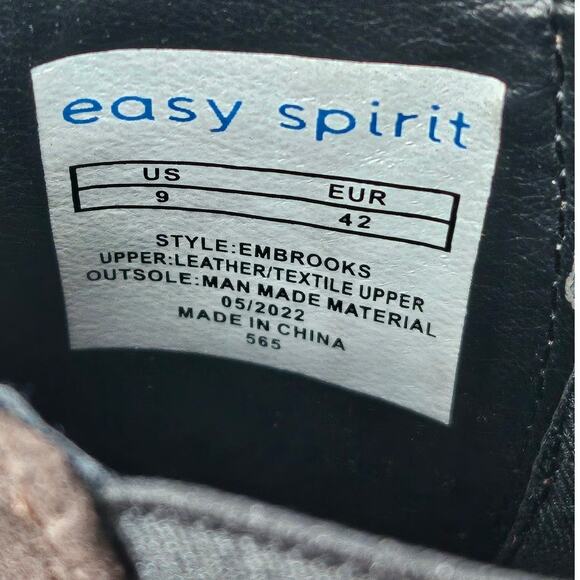 easy spirit
US EUR
9 42
STYLE:EMBROOKS
UPPER:LEATHER/TEXTILE UPPER
OUTSOLE:MAN MADE MATERIAL
05/2022
MADE IN CHINA
565